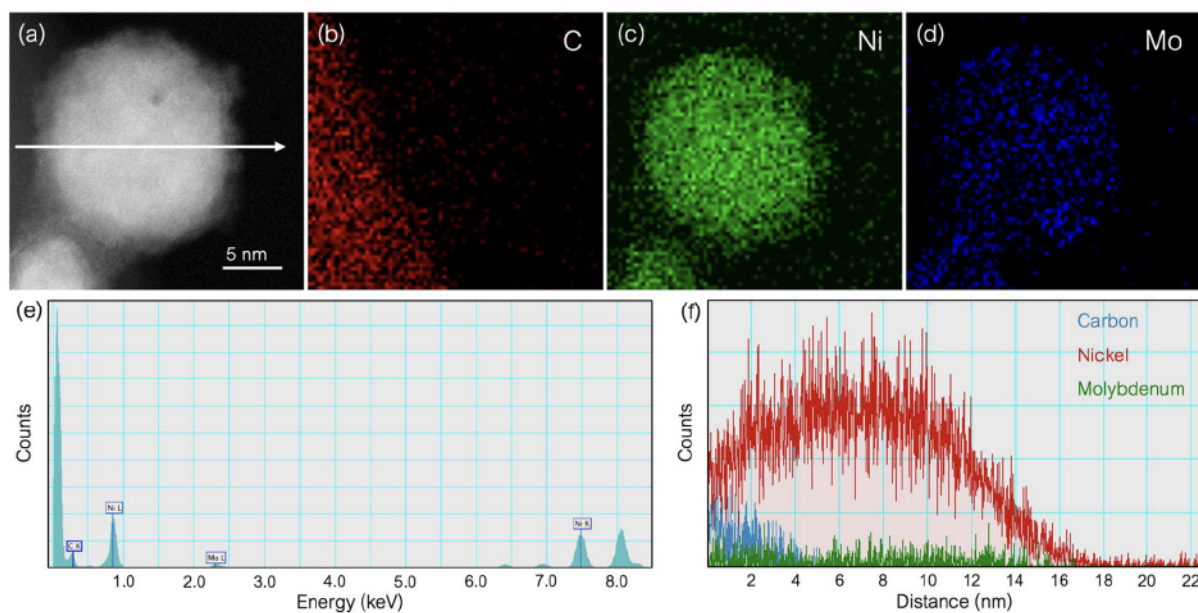 (a)
5 nm
(b) C
(c) Ni
(d) Mo
(e)
Counts
C K
Ni L
Mo L
Ni K
1.0 2.0 3.0 4.0 5.0 6.0 7.0 8.0
Energy (keV)
(f)
Carbon
Nickel
Molybdenum
Counts
2 4 6 8 10 12 14 16 18 20 22
Distance (nm)